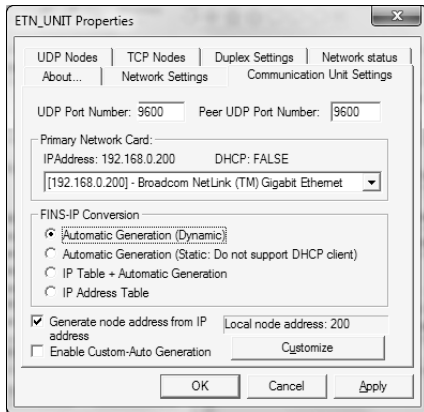 ETN_UNIT Properties
UDP Nodes TCP Nodes Duplex Settings Network status
About... Network Settings Communication Unit Settings
UDP Port Number: 9600 Peer UDP Port Number: 9600
Primary Network Card:
IPAddress: 192.168.0.200 DHCP: FALSE
[192.168.0.200] - Broadcom NetLink (TM) Gigabit Ethernet
FINS-IP Conversion
Automatic Generation (Dynamic)
Automatic Generation (Static: Do not support DHCP client)
IP Table + Automatic Generation
IP Address Table
Generate node address from IP
address
Local node address: 200
Enable Custom-Auto Generation
Customize
OK Cancel Apply